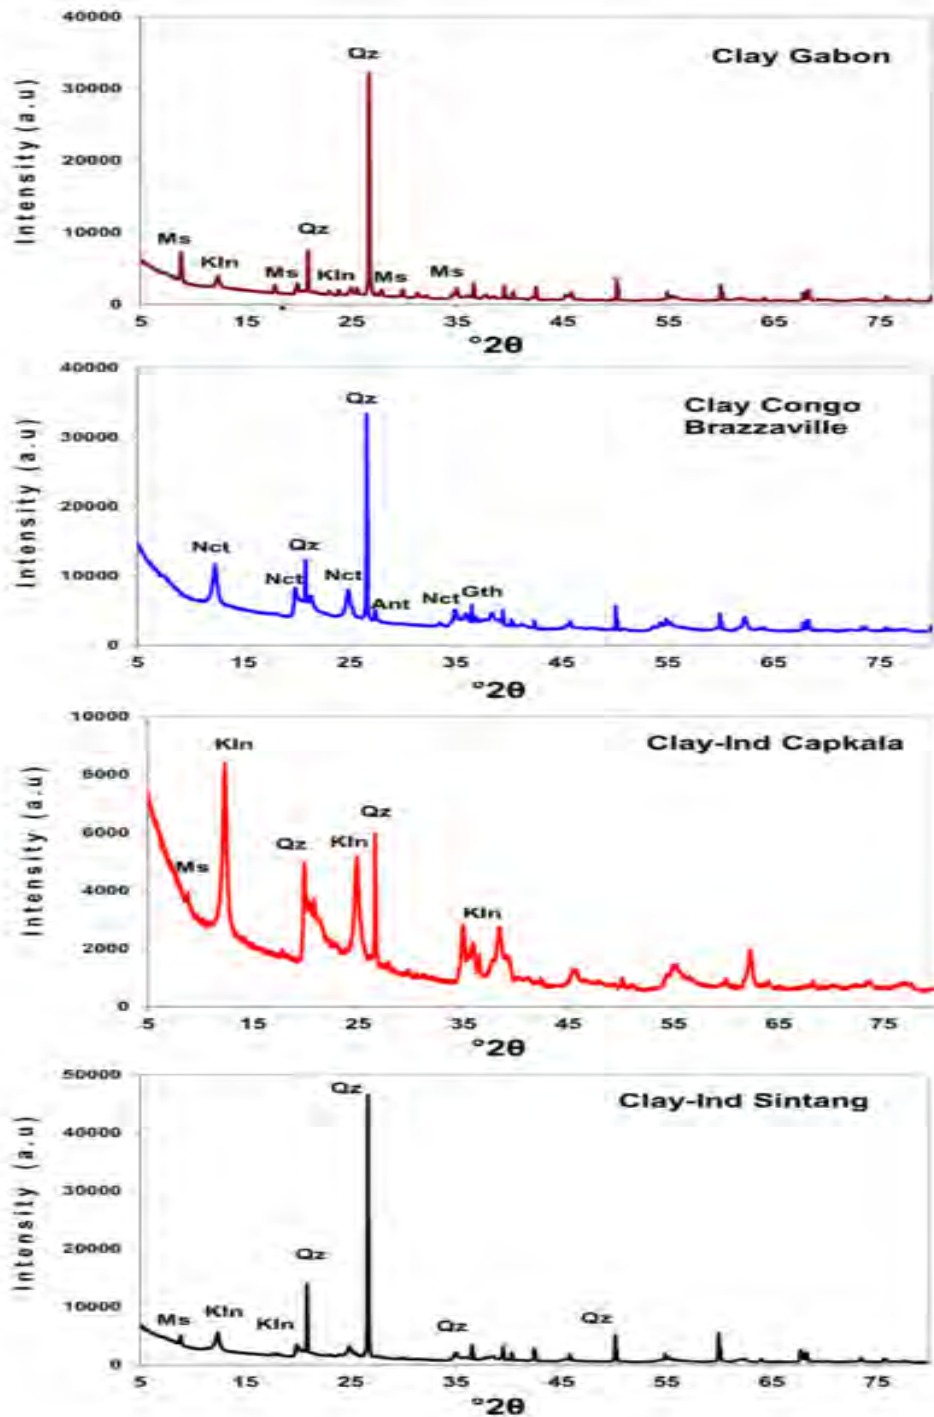 40000
Qz
Clay Gabon
30000
Intensity (a.u)
20000
10000
Ms
Kln
Ms
Qz
Kln
Ms
Ms
0
5 15 25 35 45 55 65 75
°2θ
40000
Qz
Clay Congo
Brazzaville
30000
Intensity (a.u)
20000
10000
Nct
Nct
Qz
Nct
Ant
Nct
Gth
0
5 15 25 35 45 55 65 75
°2θ
10000
Kln
Clay-Ind Capkala
8000
Intensity (a.u)
6000
Ms
Qz
Kln
Qz
4000
Kln
2000
0
5 15 25 35 45 55 65 75
°2θ
50000
Qz
Clay-Ind Sintang
40000
Intensity (a.u)
30000
20000
Qz
10000
Ms
Kln
Kln
Qz
Qz
0
5 15 25 35 45 55 65 75
°2θ